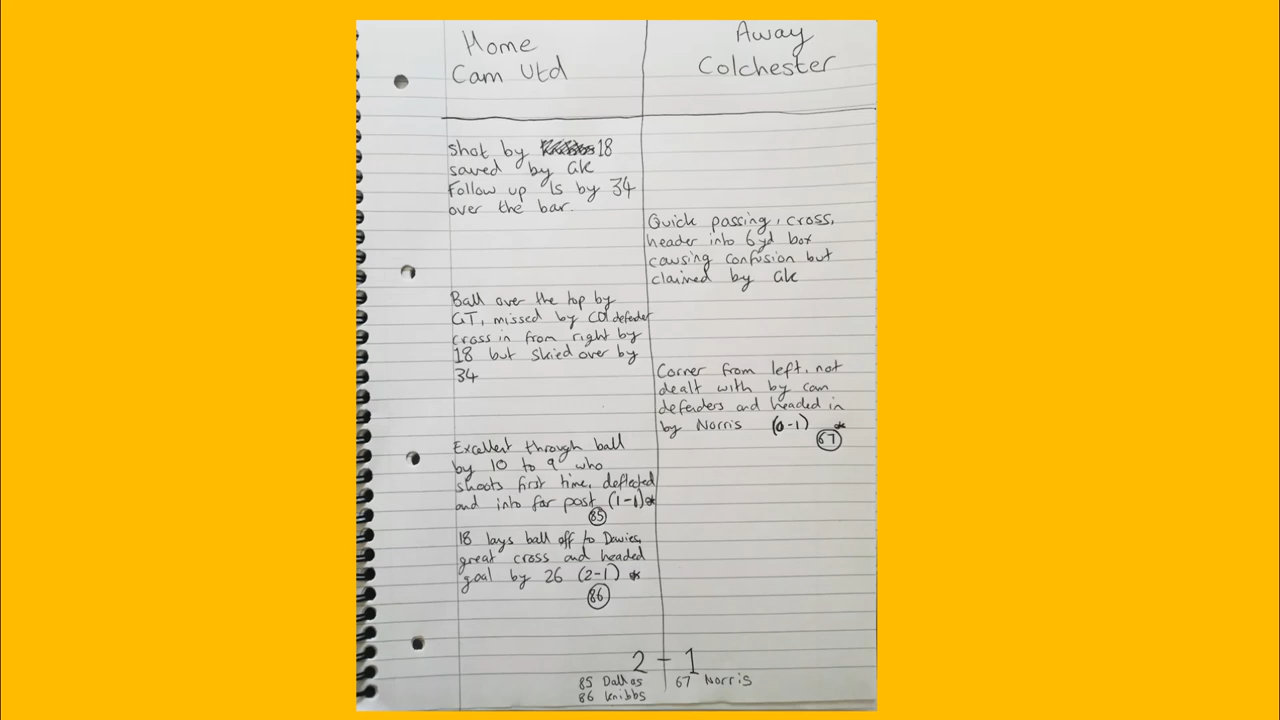 Home
Cam Utd
Away
Colchester
shot by 18
saved by GK
Follow up is by 34
over the bar.
Quick passing, cross,
header into 6yd box
causing confusion but
claimed by GK
Ball over the top by
GT, missed by COl defender
cross in from right by
18 but skied over by
34
Corner from left, not
dealt with by cam
defenders and headed in
by Norris (0-1) *
67
Excellent through ball
by 10 to 9 who
shoots first time, deflected
and into far post (1-1)*
85
18 lays ball off to Davies,
great cross and headed
goal by 26 (2-1) *
86
2 - 1
85 Dallas
86 Knibbs
67 Norris